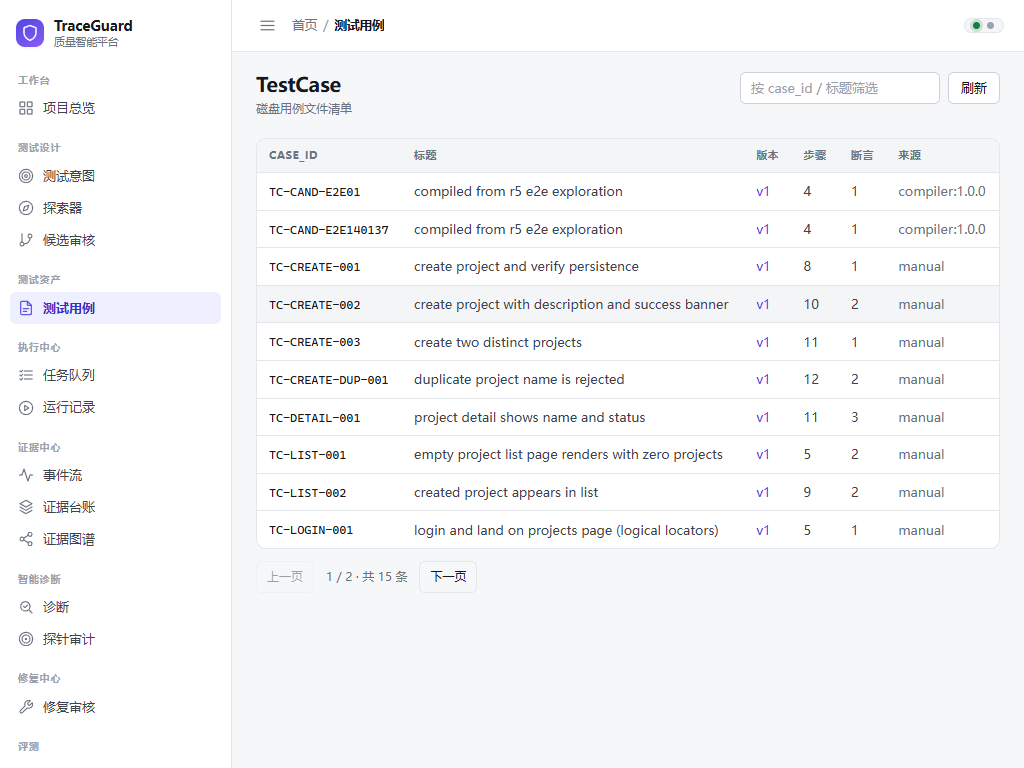 TraceGuard
质量智能平台
工作台
项目总览
测试设计
测试意图
探索器
候选审核
测试资产
测试用例
执行中心
任务队列
运行记录
证据中心
事件流
证据台账
证据图谱
智能诊断
诊断
探针审计
修复中心
修复审核
评测
首页 / 测试用例
TestCase
磁盘用例文件清单
按 case_id / 标题筛选 刷新
CASE_ID 标题 版本 步骤 断言 来源
TC-CAND-E2E01 compiled from r5 e2e exploration v1 4 1 compiler:1.0.0
TC-CAND-E2E140137 compiled from r5 e2e exploration v1 4 1 compiler:1.0.0
TC-CREATE-001 create project and verify persistence v1 8 1 manual
TC-CREATE-002 create project with description and success banner v1 10 2 manual
TC-CREATE-003 create two distinct projects v1 11 1 manual
TC-CREATE-DUP-001 duplicate project name is rejected v1 12 2 manual
TC-DETAIL-001 project detail shows name and status v1 11 3 manual
TC-LIST-001 empty project list page renders with zero projects v1 5 2 manual
TC-LIST-002 created project appears in list v1 9 2 manual
TC-LOGIN-001 login and land on projects page (logical locators) v1 5 1 manual
上一页 1 / 2 · 共 15 条 下一页